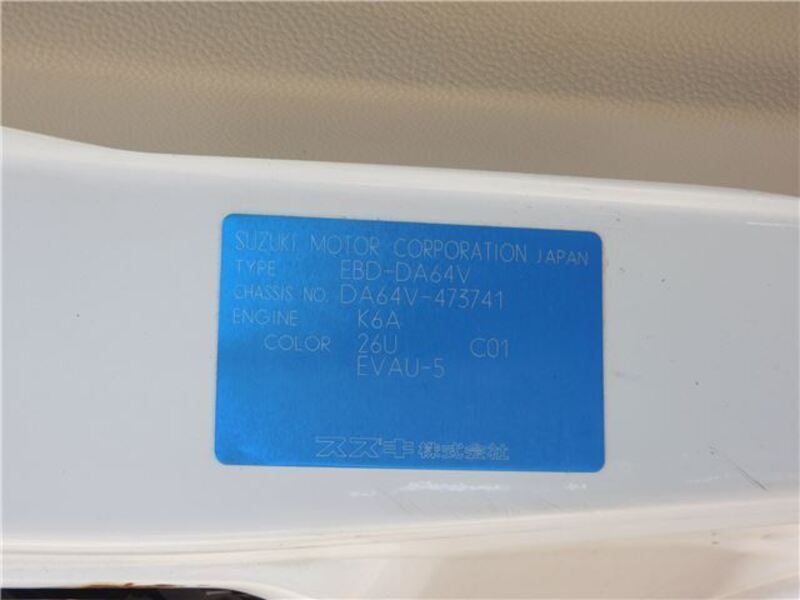 SUZUKI MOTOR CORPORATION JAPAN
TYPE EBD-DA64V
CHASSIS NO. DA64V-473741
ENGINE K6A
COLOR 26U C01
EVAU-5
スズキ株式会社